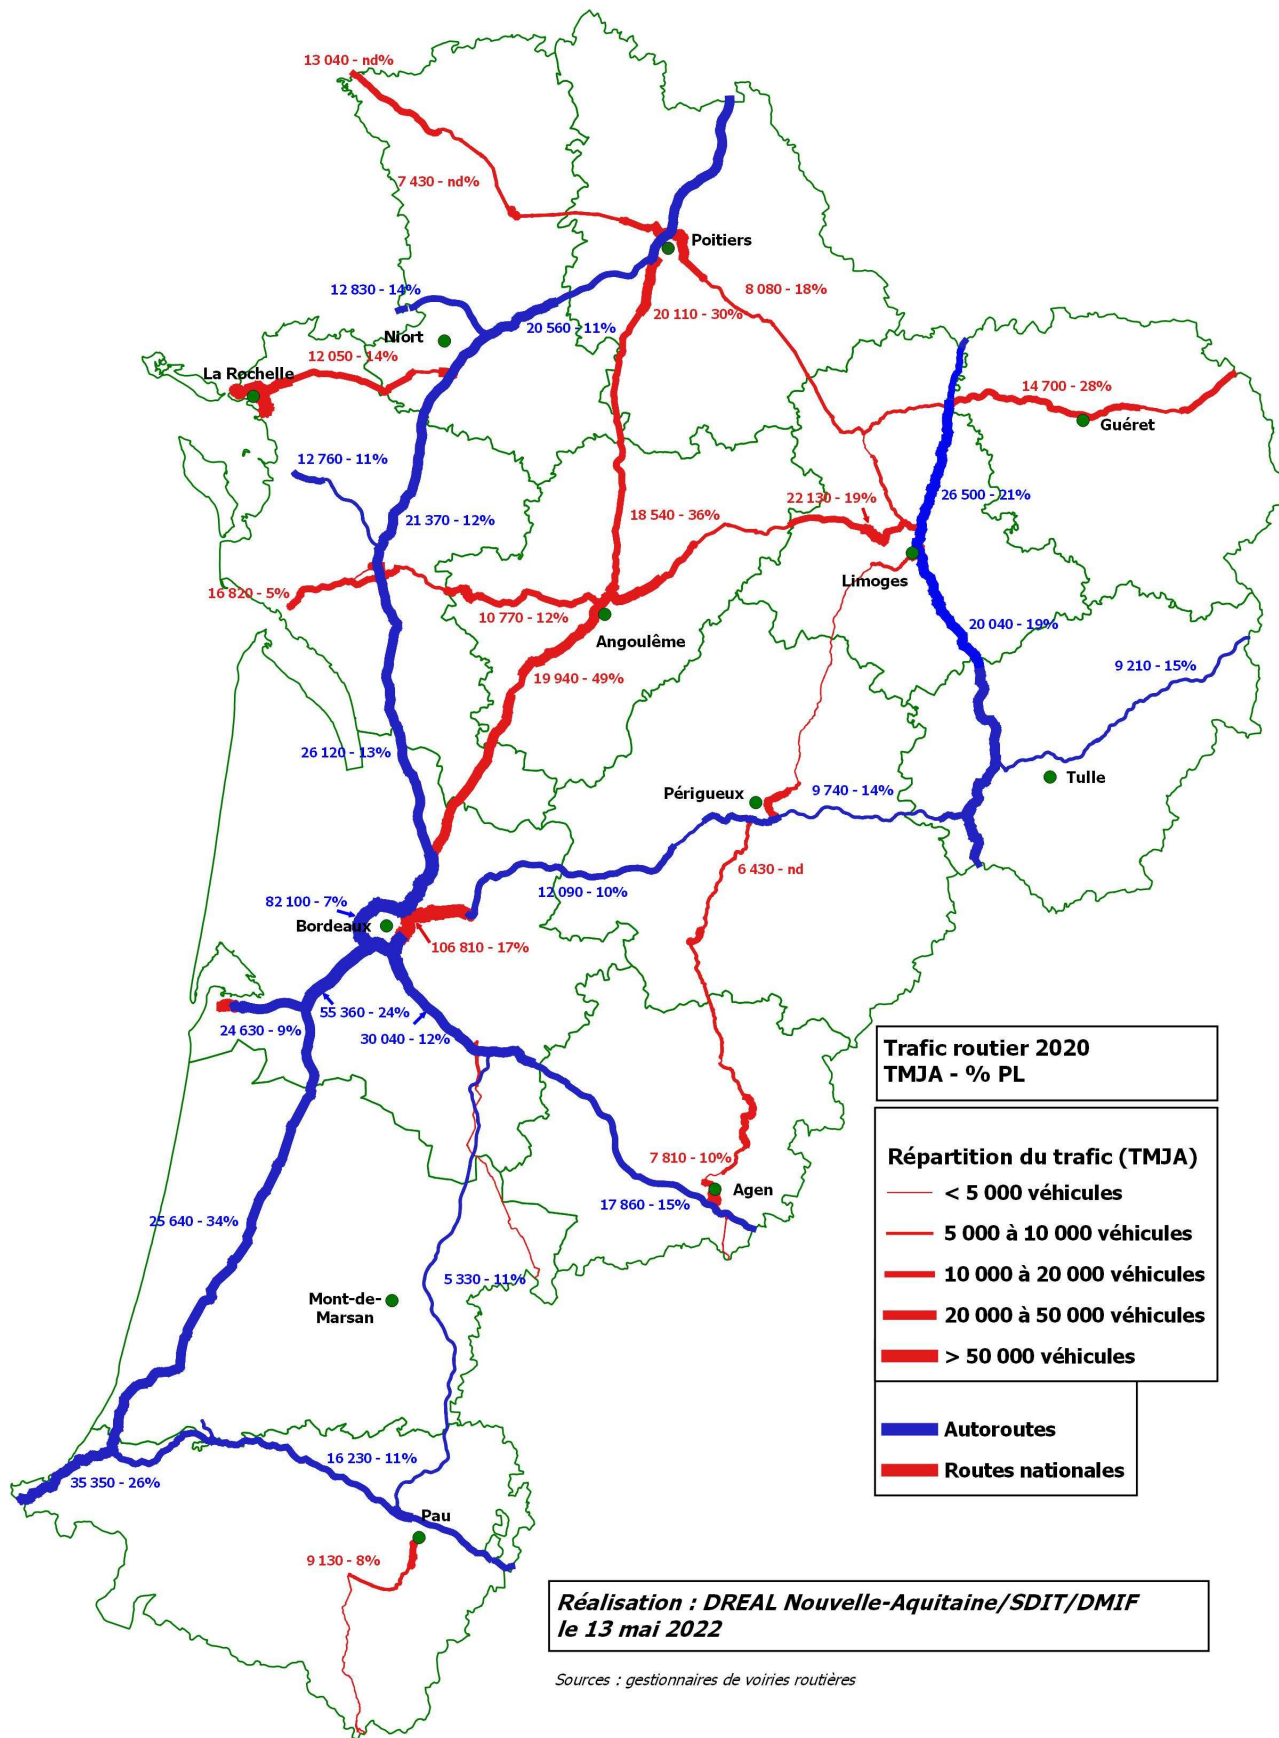 13 040 - nd%
7 430 - nd%
Poitiers
12 830 - 14%
8 080 - 18%
20 110 - 30%
20 560 - 11%
Niort
12 050 - 14%
La Rochelle
14 700 - 28%
Guéret
12 760 - 11%
21 370 - 12%
18 540 - 36%
22 130 - 19%
26 500 - 21%
Limoges
16 820 - 5%
10 770 - 12%
Angoulême
20 040 - 19%
9 210 - 15%
19 940 - 49%
26 120 - 13%
Tulle
Périgueux
9 740 - 14%
6 430 - nd
12 090 - 10%
82 100 - 7%
Bordeaux
106 810 - 17%
55 360 - 24%
24 630 - 9%
30 040 - 12%
Trafic routier 2020
TMJA - % PL
Répartition du trafic (TMJA)
< 5 000 véhicules
5 000 à 10 000 véhicules
10 000 à 20 000 véhicules
20 000 à 50 000 véhicules
> 50 000 véhicules
Autoroutes
Routes nationales
7 810 - 10%
Agen
17 860 - 15%
25 640 - 34%
5 330 - 11%
Mont-de-
Marsan
16 230 - 11%
35 350 - 26%
Pau
9 130 - 8%
Réalisation : DREAL Nouvelle-Aquitaine/SDIT/DMIF
le 13 mai 2022
Sources : gestionnaires de voiries routières